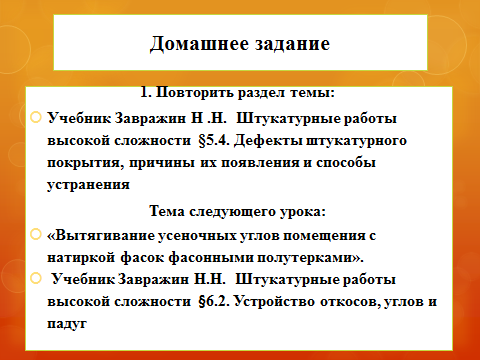 Домашнее задание
1. Повторить раздел темы:
Учебник Завражин Н .Н. Штукатурные работы
высокой сложности §5.4. Дефекты штукатурного
покрытия, причины их появления и способы
устранения
Тема следующего урока:
«Вытягивание усеночных углов помещения с
натиркой фасок фасонными полутерками».
Учебник Завражин Н.Н. Штукатурные работы
высокой сложности §6.2. Устройство откосов, углов и
падуг